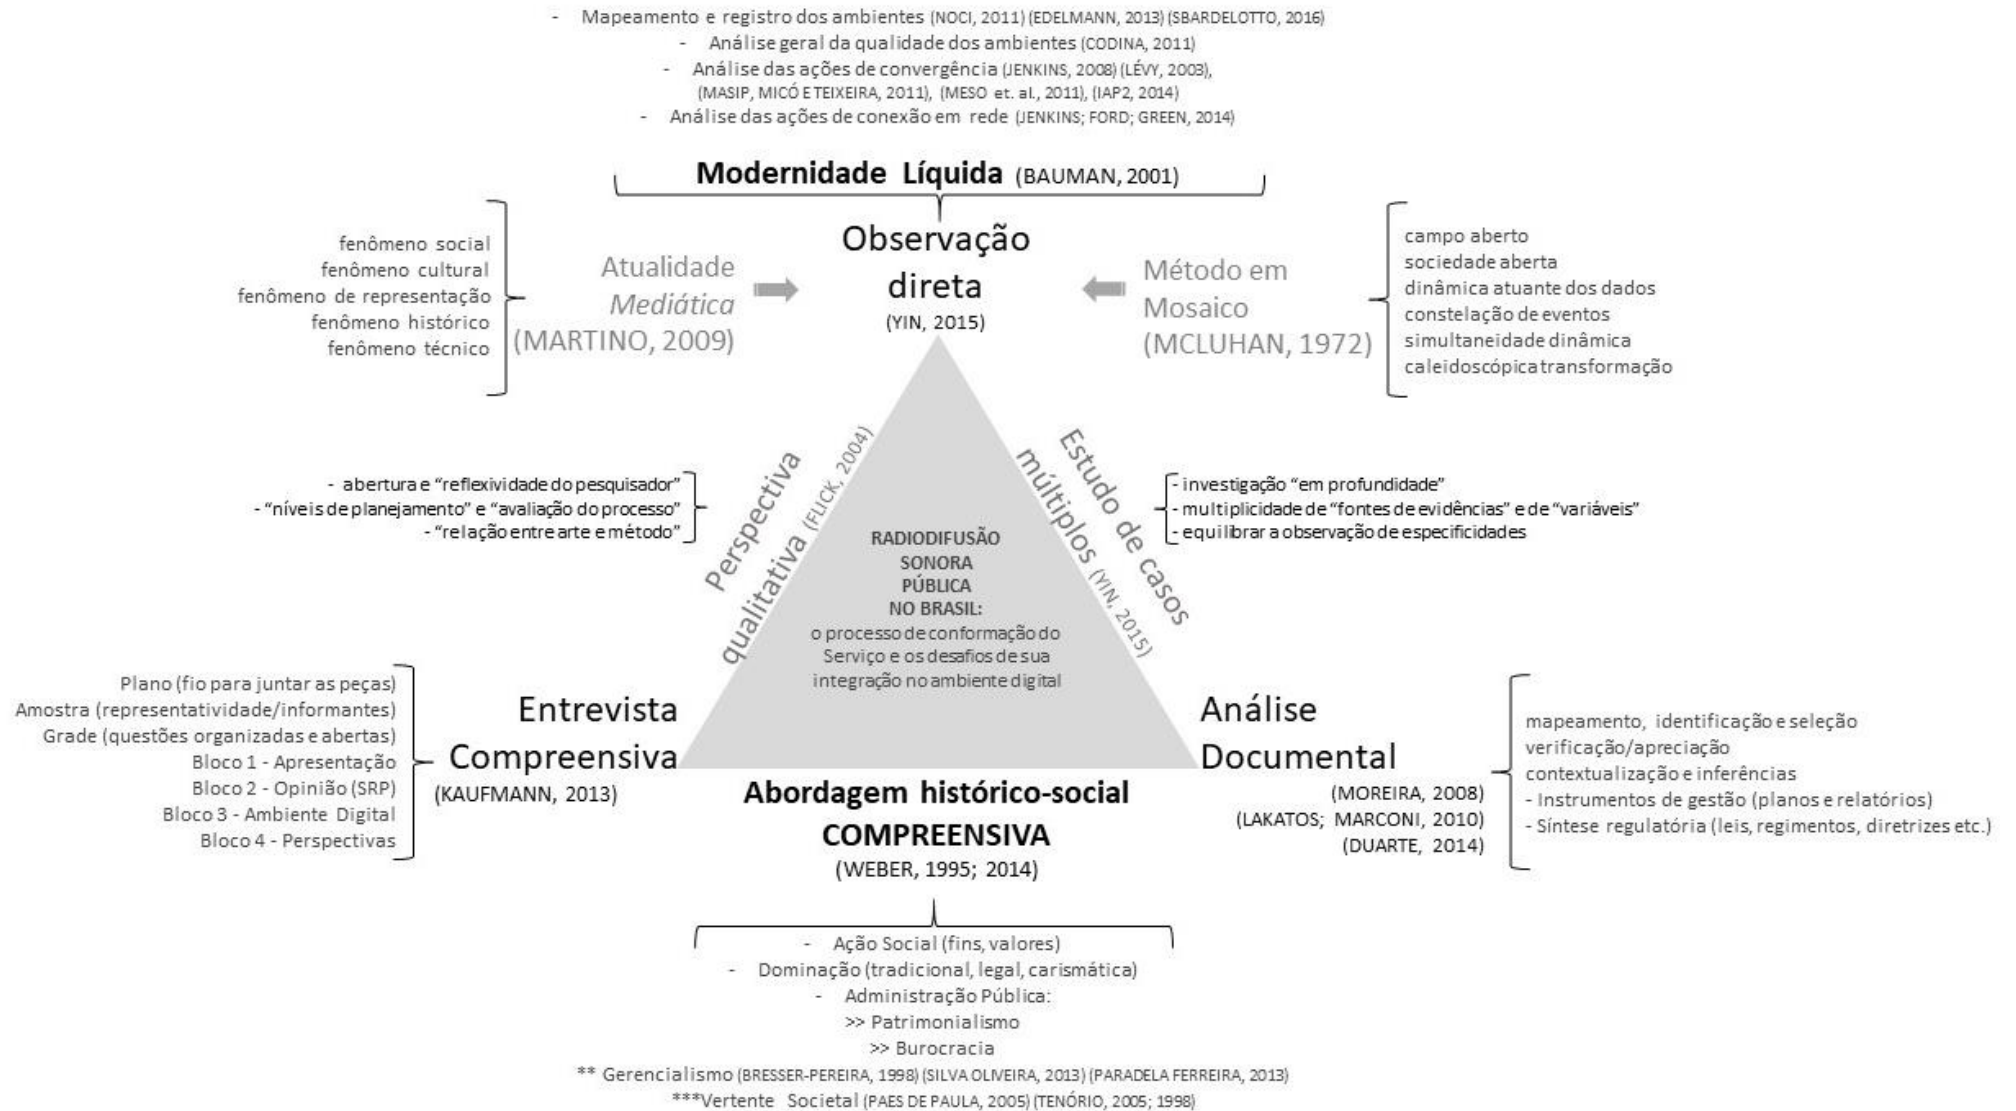 - Mapeamento e registro dos ambientes (NOCI, 2011) (EDELMANN, 2013) (SBARDELOTTO, 2016)
- Análise geral da qualidade dos ambientes (CODINA, 2011)
- Análise das ações de convergência (JENKINS, 2008) (LÉVY, 2003),
(MASIP, MICÓ E TEIXEIRA, 2011), (MESO et. al., 2011), (IAP2, 2014)
- Análise das ações de conexão em rede (JENKINS; FORD; GREEN, 2014)
Modernidade Líquida (BAUMAN, 2001)
Observação
direta
(YIN, 2015)
fenômeno social
fenômeno cultural
fenômeno de representação
fenômeno histórico
fenômeno técnico
Atualidade
Mediática
(MARTINO, 2009)
Método em
Mosaico
(MCLUHAN, 1972)
campo aberto
sociedade aberta
dinâmica atuante dos dados
constelação de eventos
simultaneidade dinâmica
caleidoscópica transformação
- abertura e “reflexividade do pesquisador”
- “níveis de planejamento” e “avaliação do processo”
- “relação entre arte e método”
Perspectiva
qualitativa (FLICK, 2004)
Estudo de casos
múltiplos (YIN, 2015)
- investigação “em profundidade”
- multiplicidade de “fontes de evidências” e de “variáveis”
- equilibrar a observação de especificidades
RADIODIFUSÃO
SONORA
PÚBLICA
NO BRASIL:
o processo de conformação do
Serviço e os desafios de sua
integração no ambiente digital
Plano (fio para juntar as peças)
Amostra (representatividade/informantes)
Grade (questões organizadas e abertas)
Bloco 1 - Apresentação
Bloco 2 - Opinião (SRP)
Bloco 3 - Ambiente Digital
Bloco 4 - Perspectivas
Entrevista
Compreensiva
(KAUFMANN, 2013)
Análise
Documental
(MOREIRA, 2008)
(LAKATOS; MARCONI, 2010)
(DUARTE, 2014)
mapeamento, identificação e seleção
verificação/apreciação
contextualização e inferências
- Instrumentos de gestão (planos e relatórios)
- Síntese regulatória (leis, regimentos, diretrizes etc.)
Abordagem histórico-social
COMPREENSIVA
(WEBER, 1995; 2014)
- Ação Social (fins, valores)
- Dominação (tradicional, legal, carismática)
- Administração Pública:
>> Patrimonialismo
>> Burocracia
** Gerencialismo (BRESSER-PEREIRA, 1998) (SILVA OLIVEIRA, 2013) (PARADELA FERREIRA, 2013)
***Vertente Societal (PAES DE PAULA, 2005) (TENÓRIO, 2005; 1998)